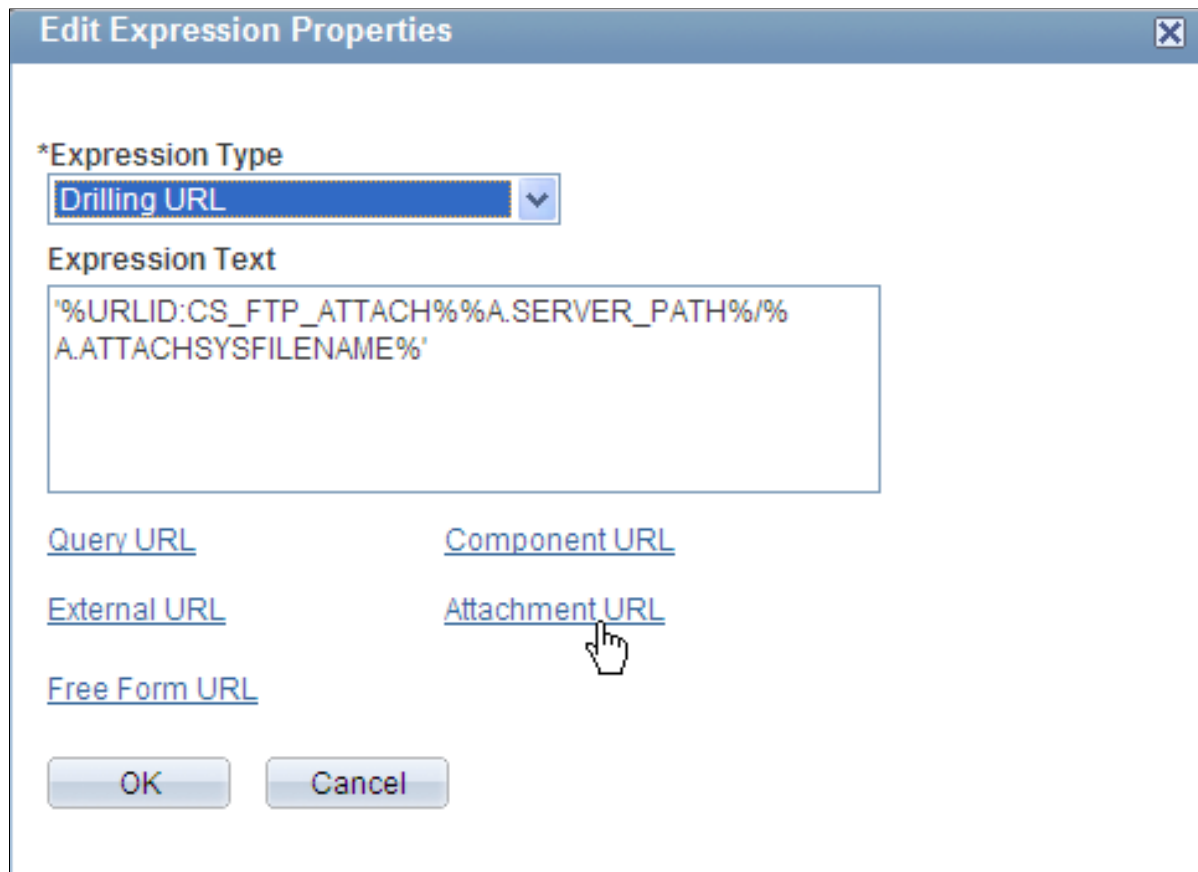 Edit Expression Properties
*Expression Type
Drilling URL
Expression Text
'%URLID:CS_FTP_ATTACH%%A.SERVER_PATH%/%
A.ATTACHSYSFILENAME%'
Query URL Component URL
External URL Attachment URL
Free Form URL
OK Cancel